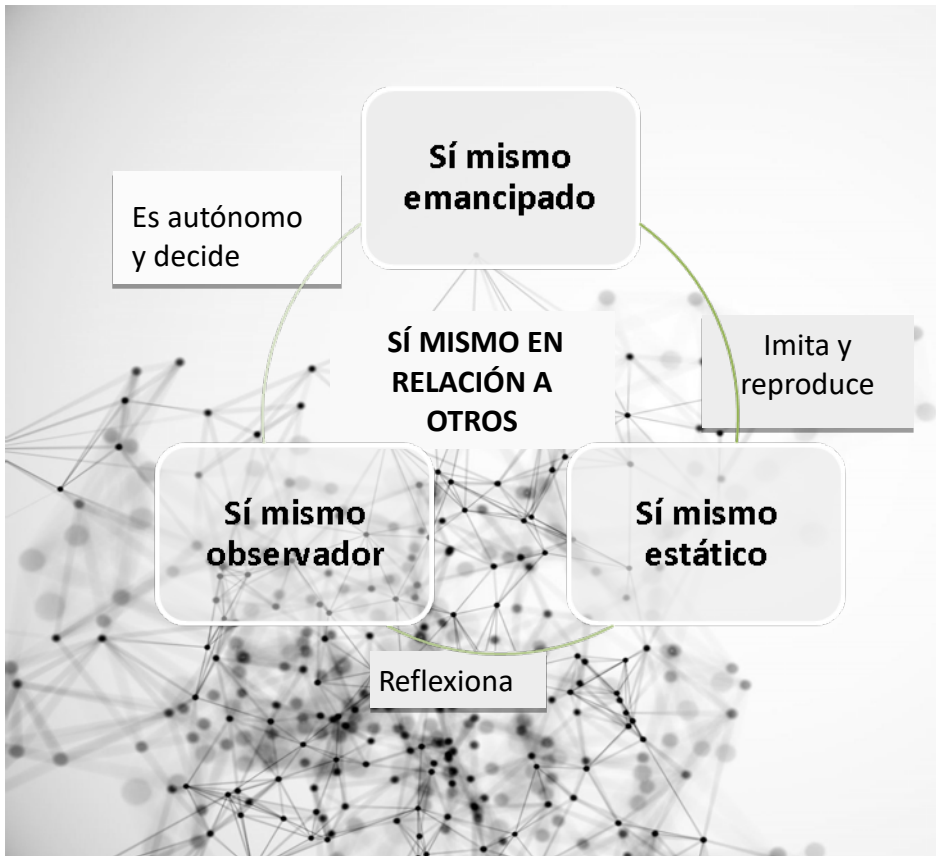 Sí mismo
emancipado
Es autónomo
y decide
SÍ MISMO EN
RELACIÓN A
OTROS
Imita y
reproduce
Sí mismo
observador
Sí mismo
estático
Reflexiona